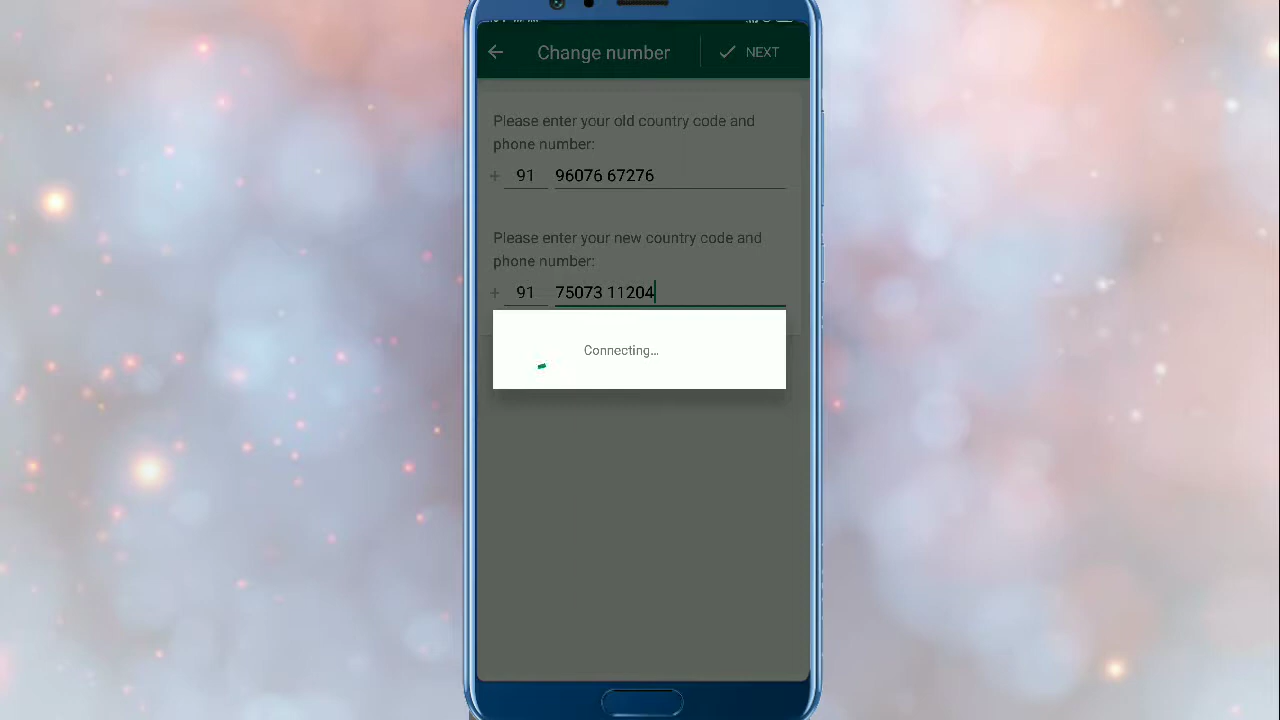 Change number
NEXT
Please enter your old country code and
phone number:
+ 91 96076 67276
Please enter your new country code and
phone number:
+ 91 75073 11204
Connecting...